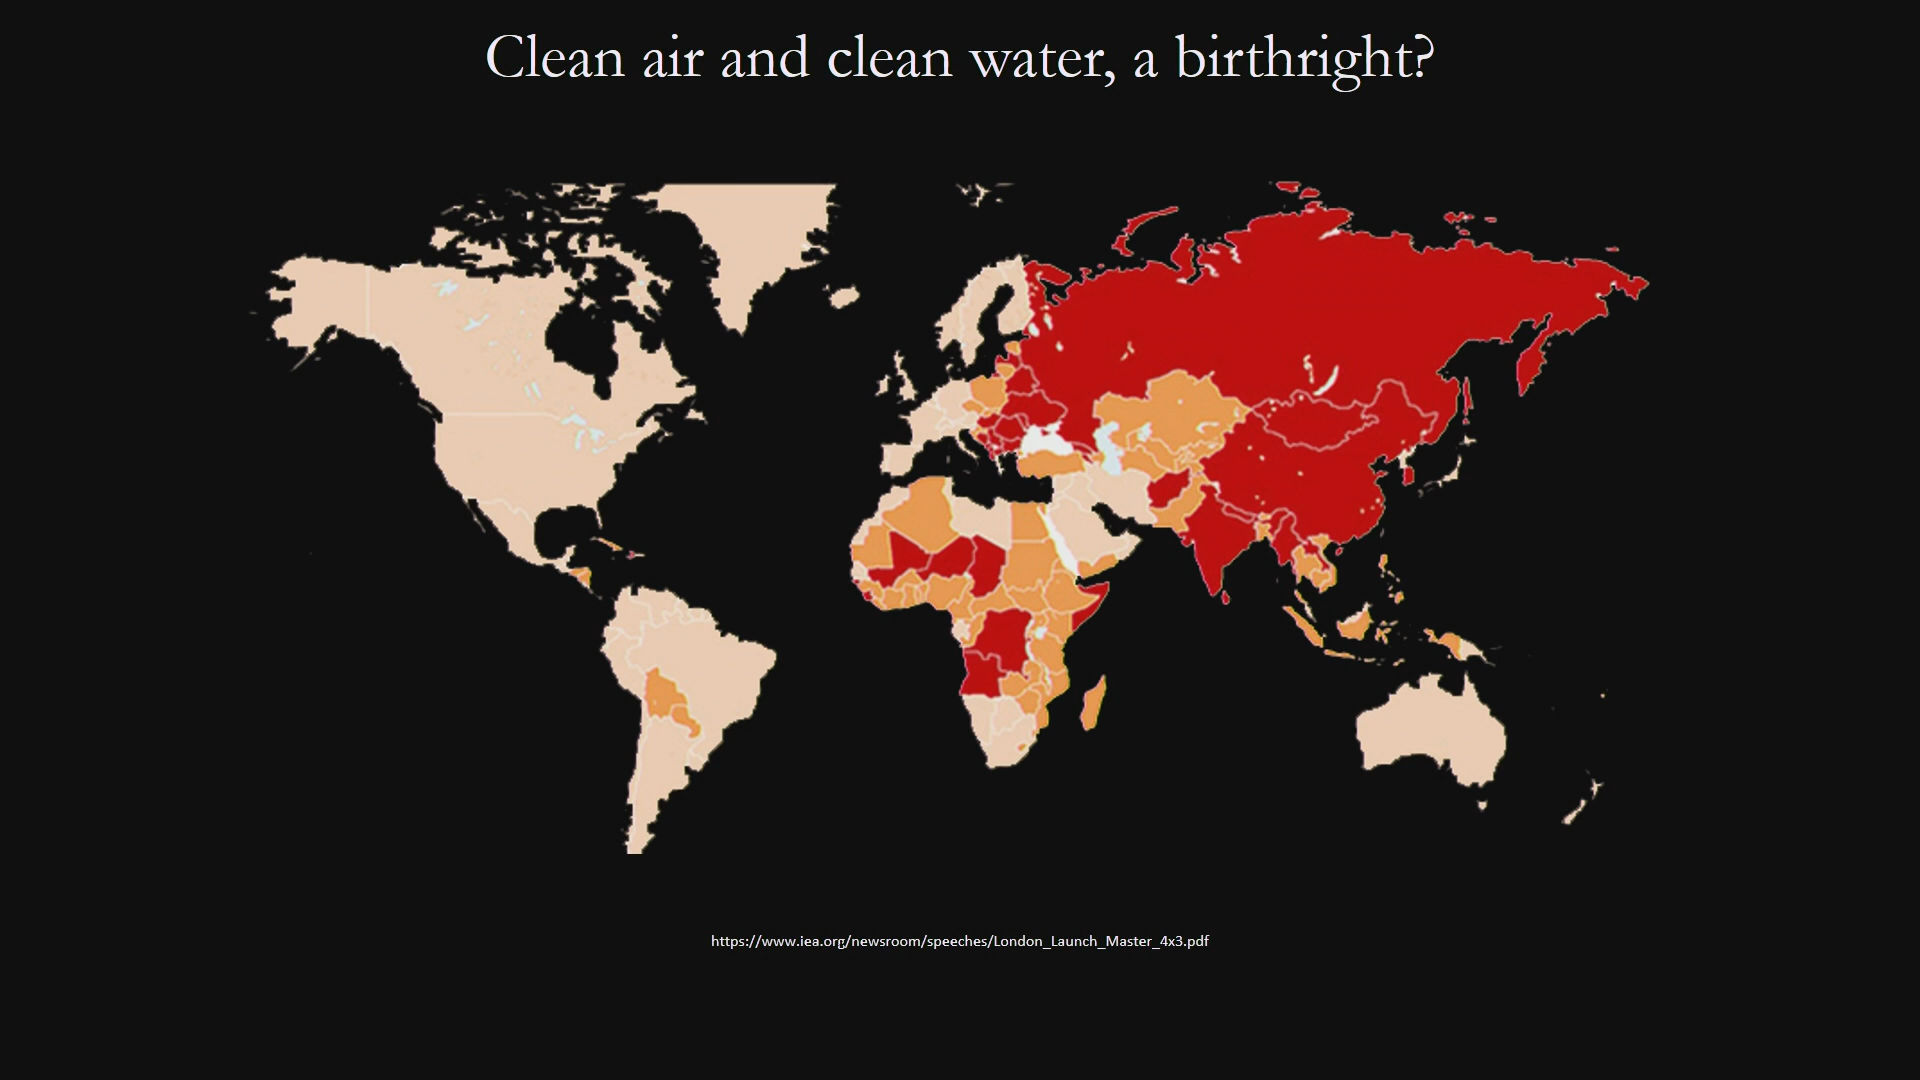 Clean air and clean water, a birthright?
https://www.iea.org/newsroom/speeches/London_Launch_Master_4x3.pdf